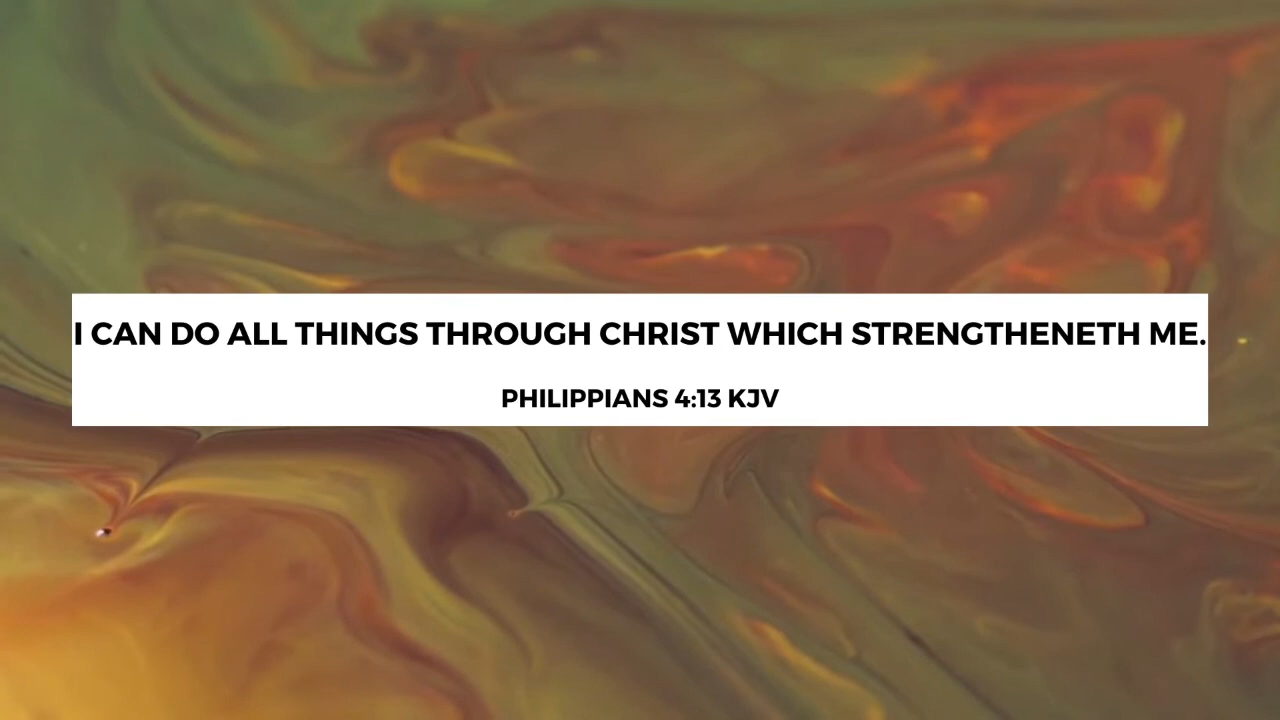 I CAN DO ALL THINGS THROUGH CHRIST WHICH STRENGTHENETH ME.
PHILIPPIANS 4:13 KJV